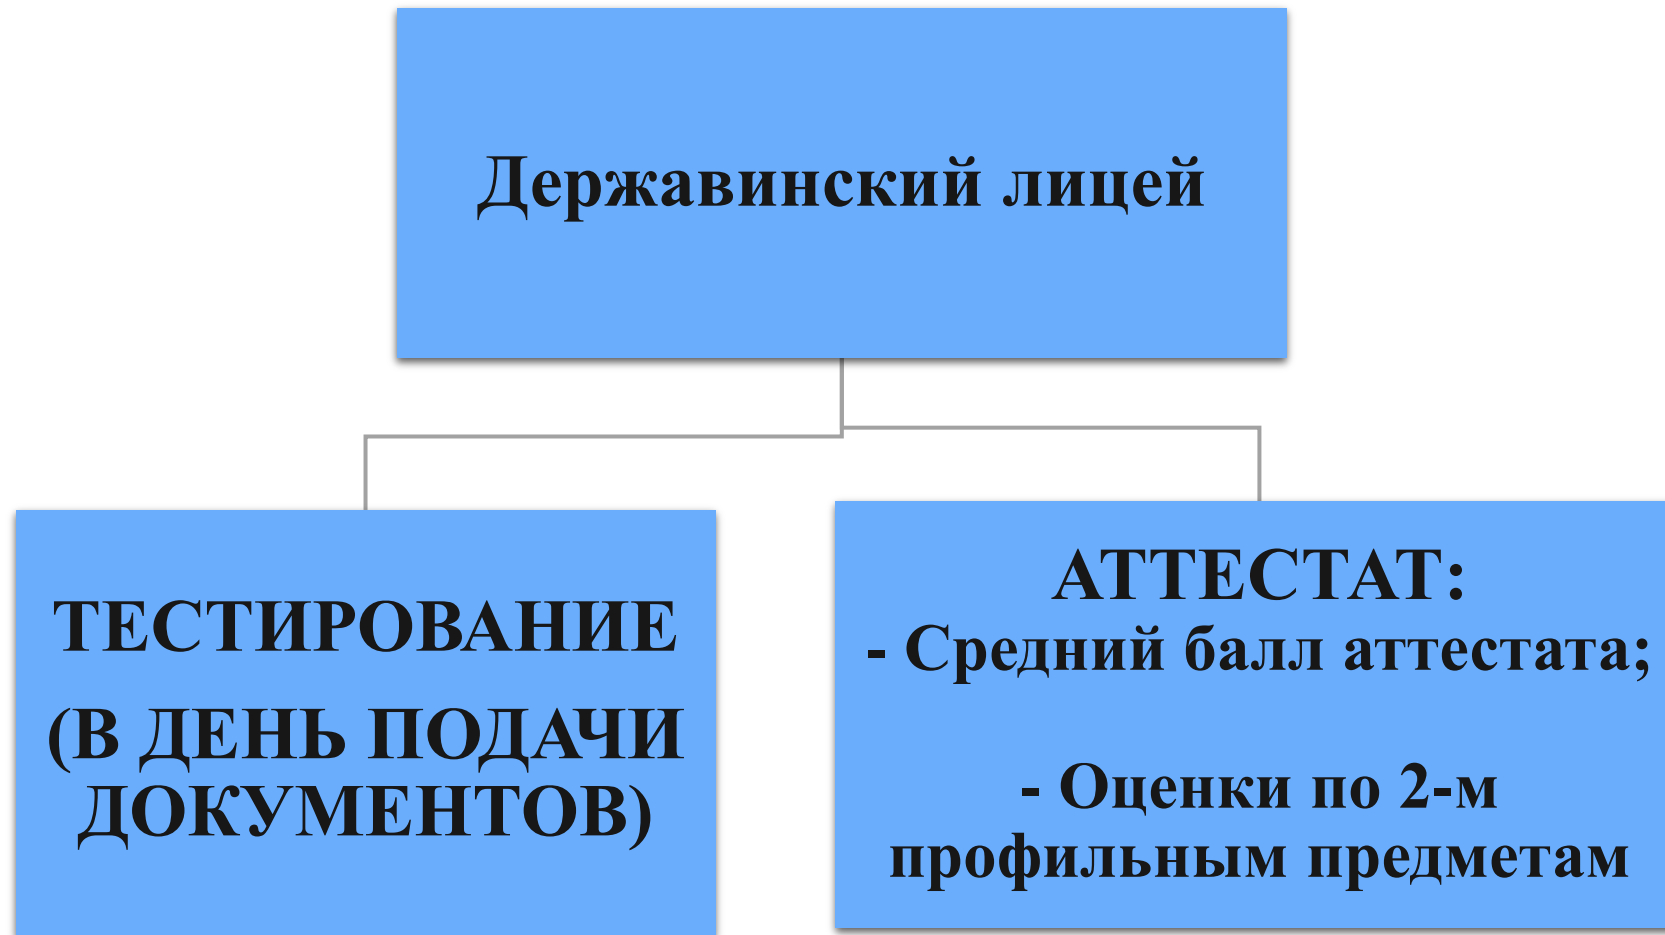 Державинский лицей
ТЕСТИРОВАНИЕ
(В ДЕНЬ ПОДАЧИ
ДОКУМЕНТОВ)
АТТЕСТАТ:
- Средний балл аттестата;
- Оценки по 2-м
профильным предметам